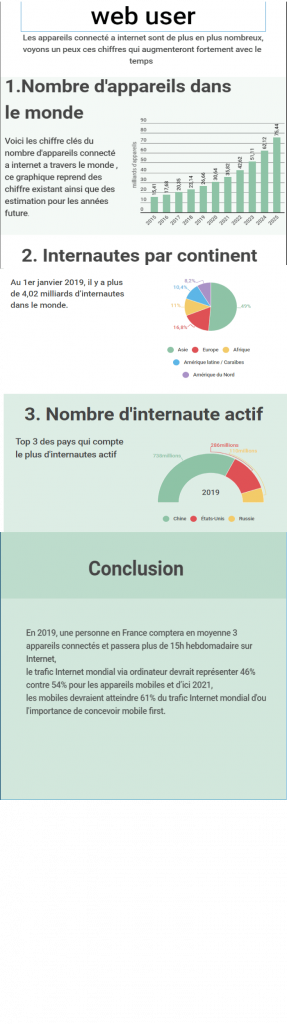 web user
Les appareils connecté a internet sont de plus en plus nombreux,
voyons un peux ces chiffres qui augmenteront fortement avec le
temps
1.Nombre d'appareils dans
le monde
Voici les chiffre clés du
nombre d'appareils connecté
a internet a travers le monde ,
ce graphique reprend des
chiffre existant ainsi que des
estimation pour les années
future.
milliards d'appareils
90
80
70
60
50
40
30
20
10
0
15,41
17,68
20,35
23,14
26,66
30,54
35,82
42,62
51,11
62,12
75,44
2015
2016
2017
2018
2019
2020
2021
2022
2023
2024
2025
2. Internautes par continent
Au 1er janvier 2019, il y a plus
de 4,02 milliards d'internautes
dans le monde.
8,2%
10,4%
11%
16,8%
49%
Asie
Europe
Afrique
Amérique latine / Caraïbes
Amérique du Nord
3. Nombre d'internaute actif
Top 3 des pays qui compte
le plus d'internautes actif
286millions
2019
Chine
États-Unis
Russie
Conclusion
En 2019, une personne en France comptera en moyenne 3
appareils connectés et passera plus de 15h hebdomadaire sur
Internet,
le trafic Internet mondial via ordinateur devrait représenter 46%
contre 54% pour les appareils mobiles et d'ici 2021,
les mobiles devraient atteindre 61% du trafic Internet mondial d'ou
l'importance de concevoir mobile first.